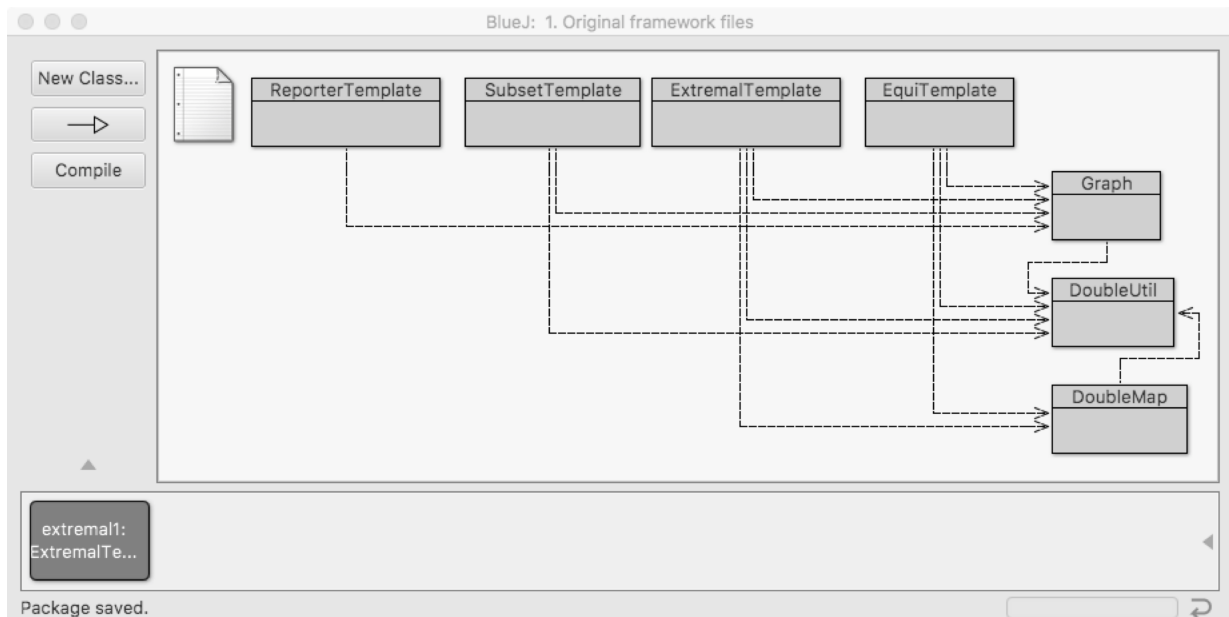 BlueJ: 1. Original framework files
New Class...
Compile
ReporterTemplate
SubsetTemplate
ExtremalTemplate
EquiTemplate
Graph
DoubleUtil
DoubleMap
extremal1:
ExtremalTe...
Package saved.